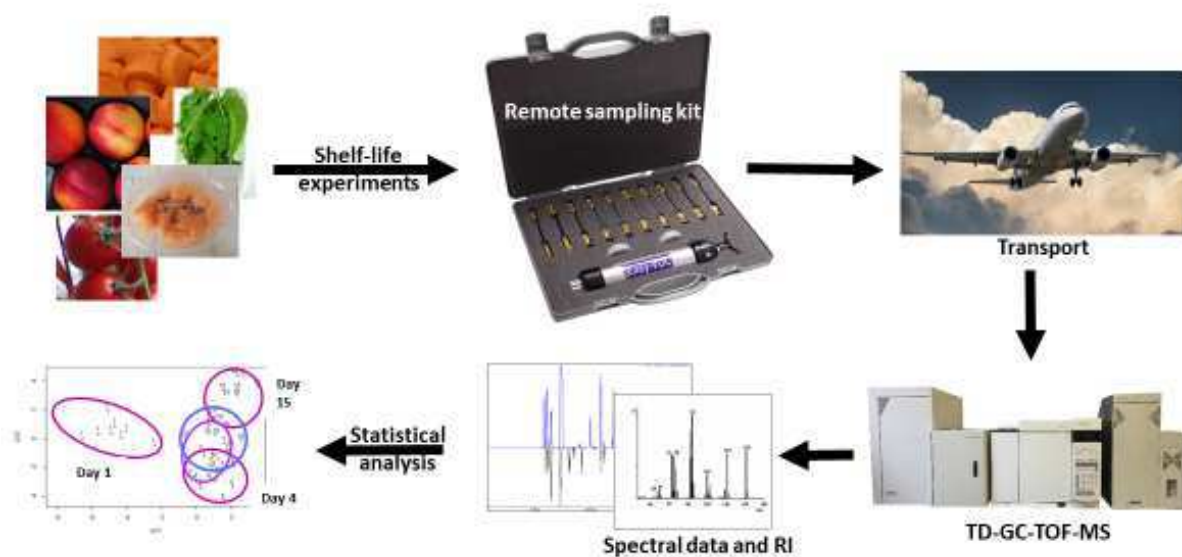 Remote sampling kit
Shelf-life
experiments
Transport
Day
15
Day 1
Day 4
Statistical
analysis
Spectral data and RI
TD-GC-TOF-MS